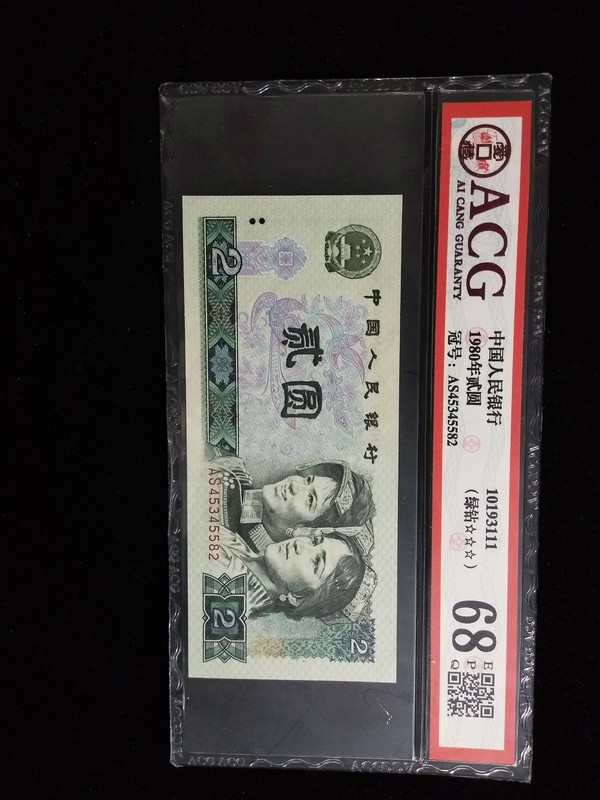 ACG
AI CANG GUARANTY
中国人民银行
1980年贰圆
冠号：AS45345582
10193111
（绿钻☆☆☆）
68
E
P
Q
中国人民银行
贰圆
2
AS45345582
2
2